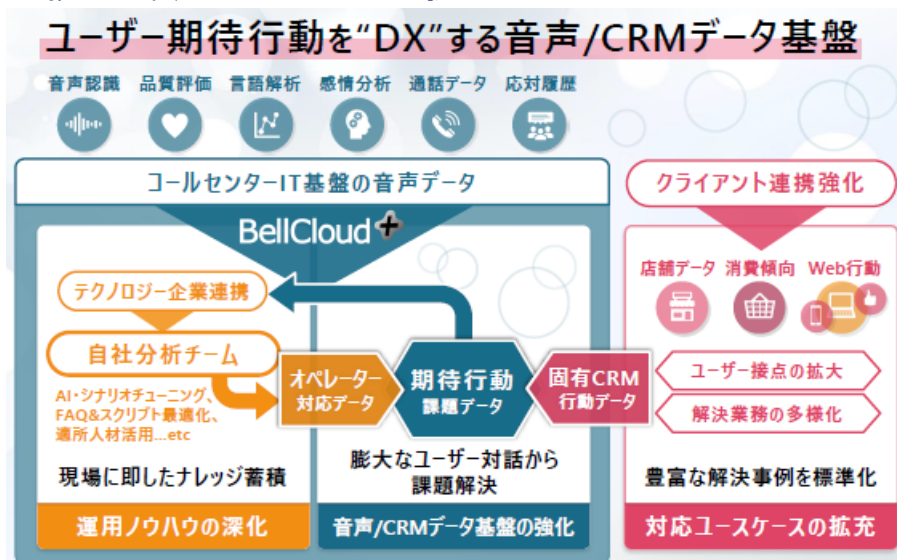 ユーザー期待行動を“DX”する音声/CRMデータ基盤
音声認識 品質評価 言語解析 感情分析 通話データ 応対履歴
コールセンターIT基盤の音声データ
BellCloud+
テクノロジー企業連携
自社分析チーム
AI・シナリオチューニング、
FAQ&スクリプト最適化、
適所人材活用...etc
オペレーター
対応データ
期待行動
課題データ
固有CRM
行動データ
現場に即したナレッジ蓄積
運用ノウハウの深化
膨大なユーザー対話から
課題解決
音声/CRMデータ基盤の強化
クライアント連携強化
店舗データ 消費傾向 Web行動
ユーザー接点の拡大
解決業務の多様化
豊富な解決事例を標準化
対応ユースケースの拡充